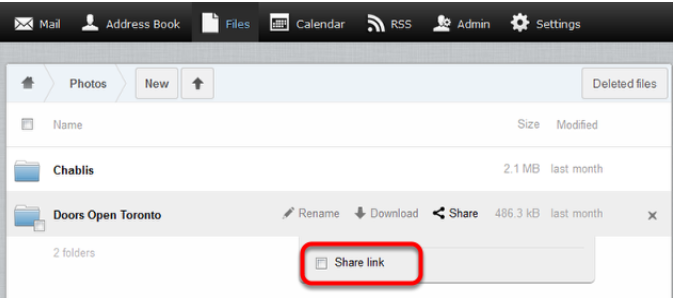 Mail Address Book Files Calendar RSS Admin Settings
Photos New Deleted files
Name Size Modified
Chablis 2.1 MB last month
Doors Open Toronto Rename Download Share 486.3 kB last month
2 folders
Share link